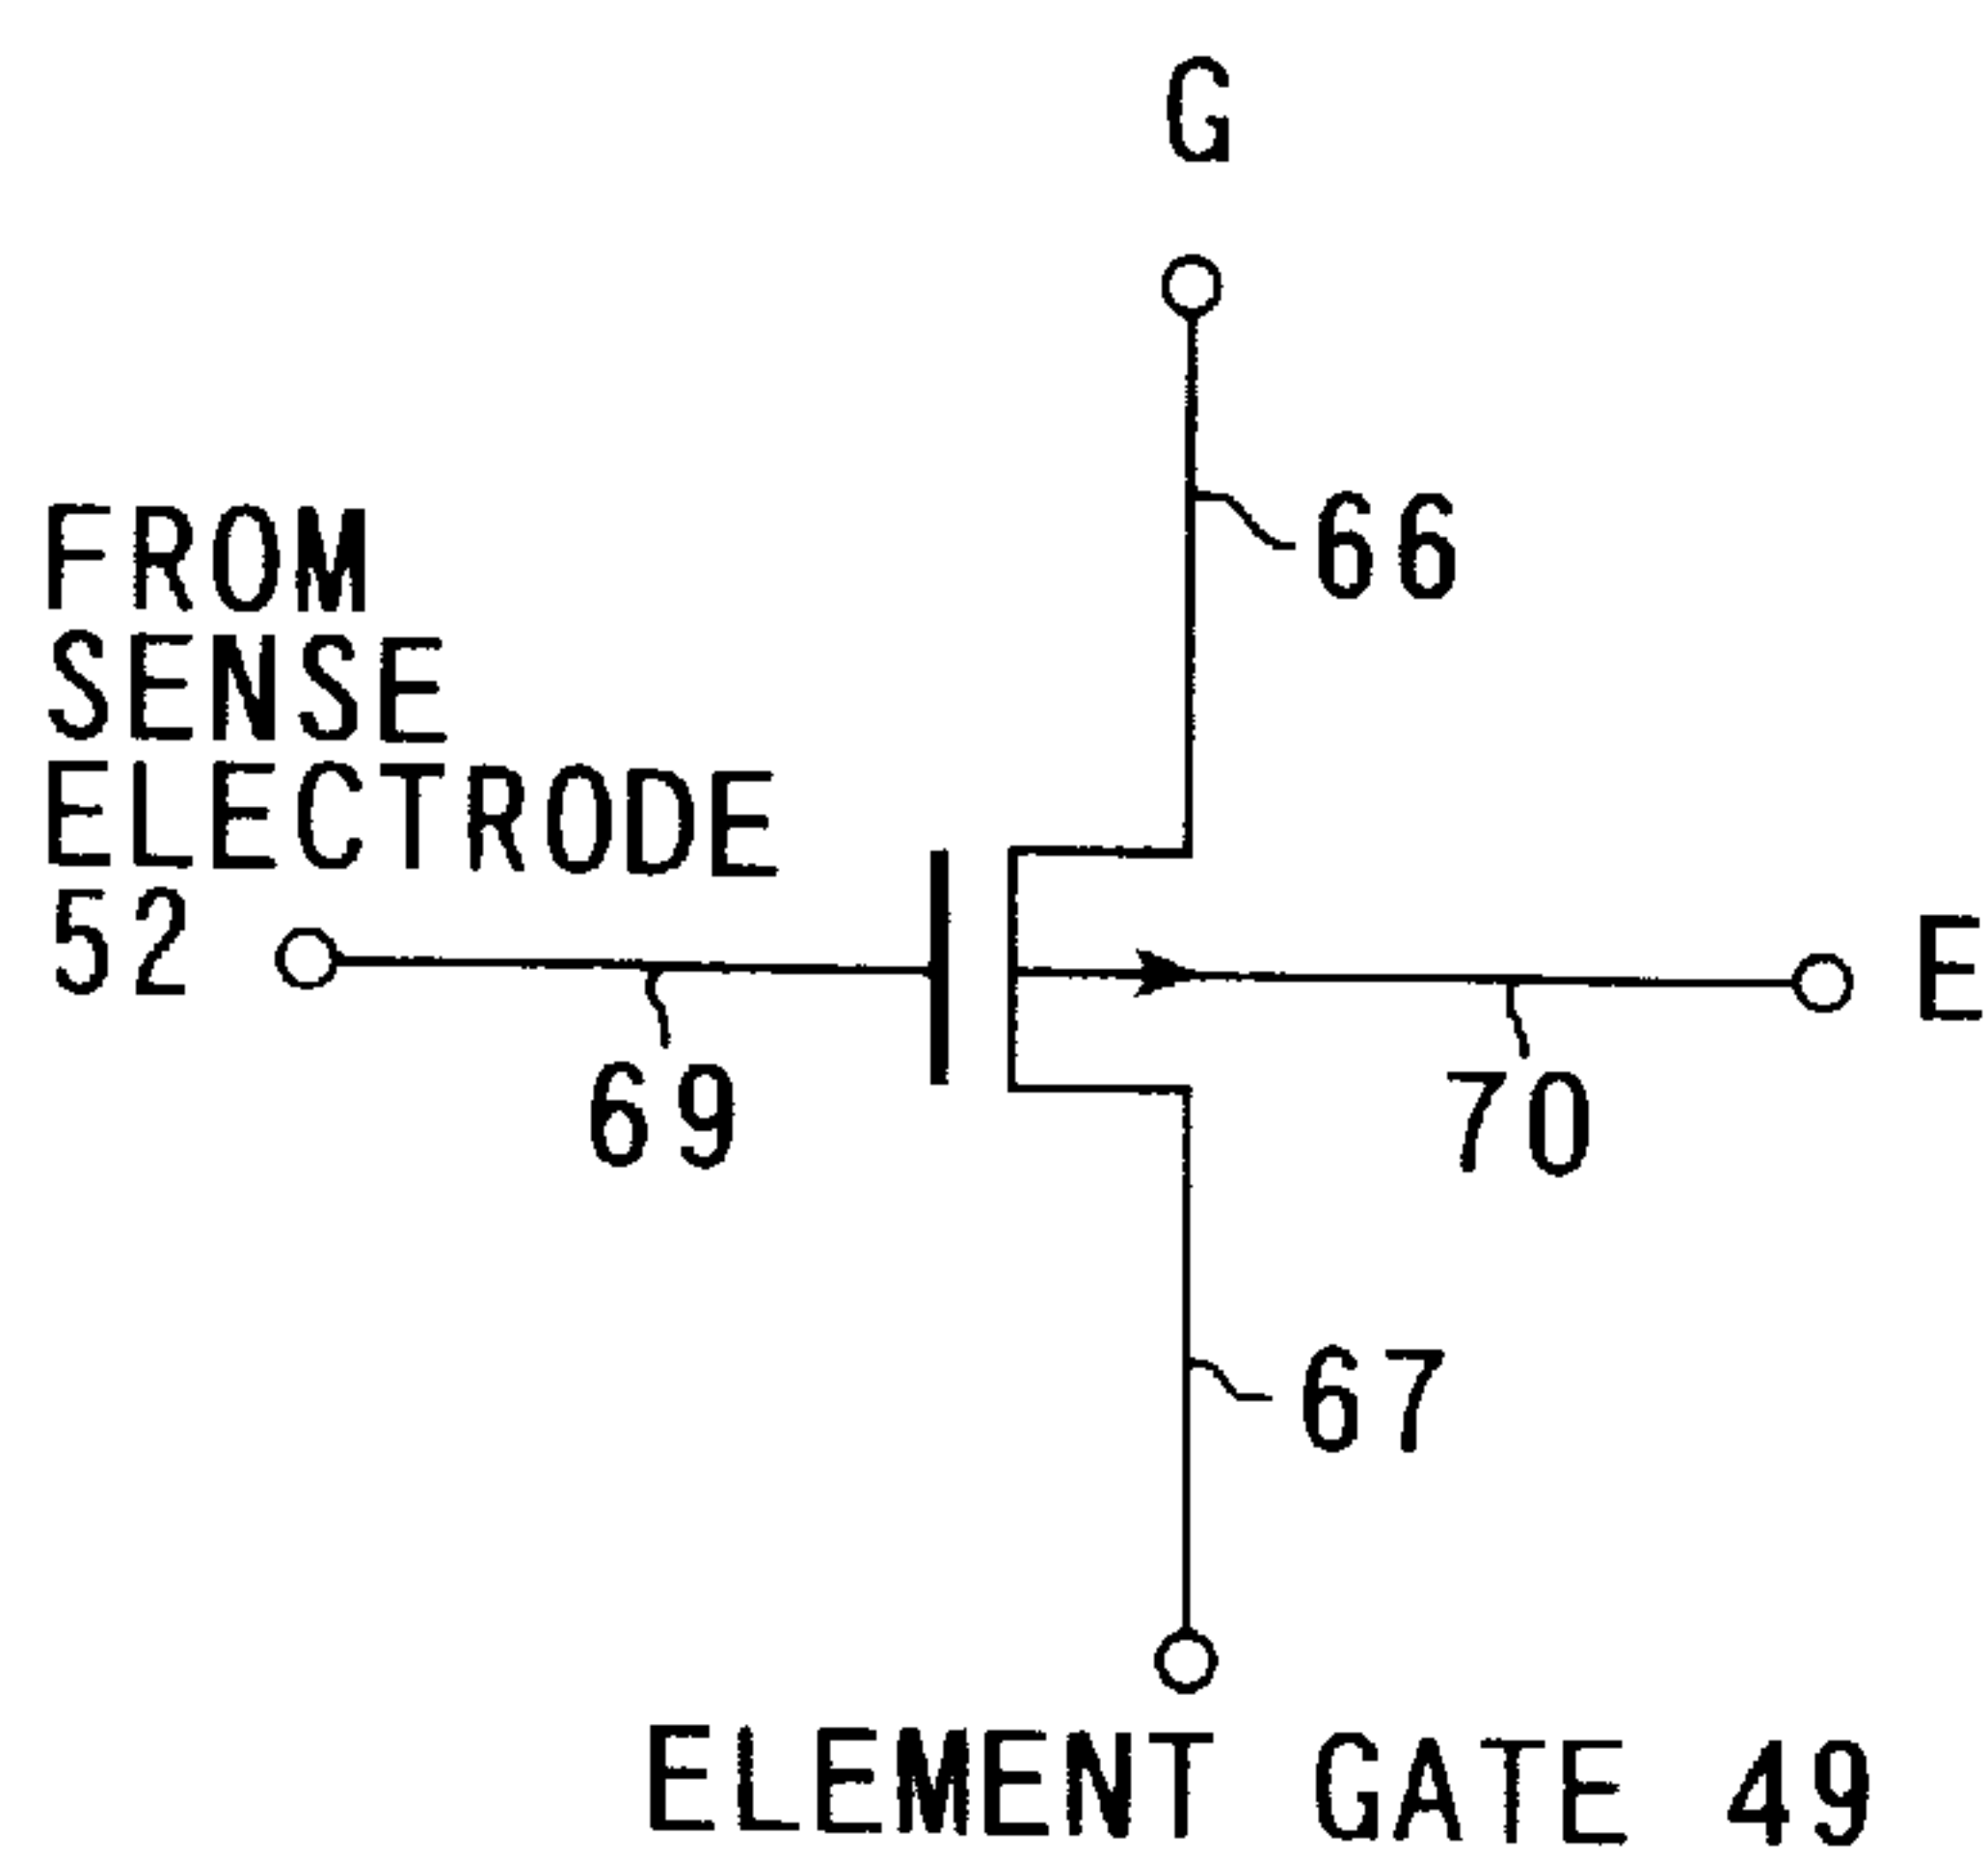 G
66
FROM
SENSE
ELECTRODE
52
E
69
70
67
ELEMENT GATE 49